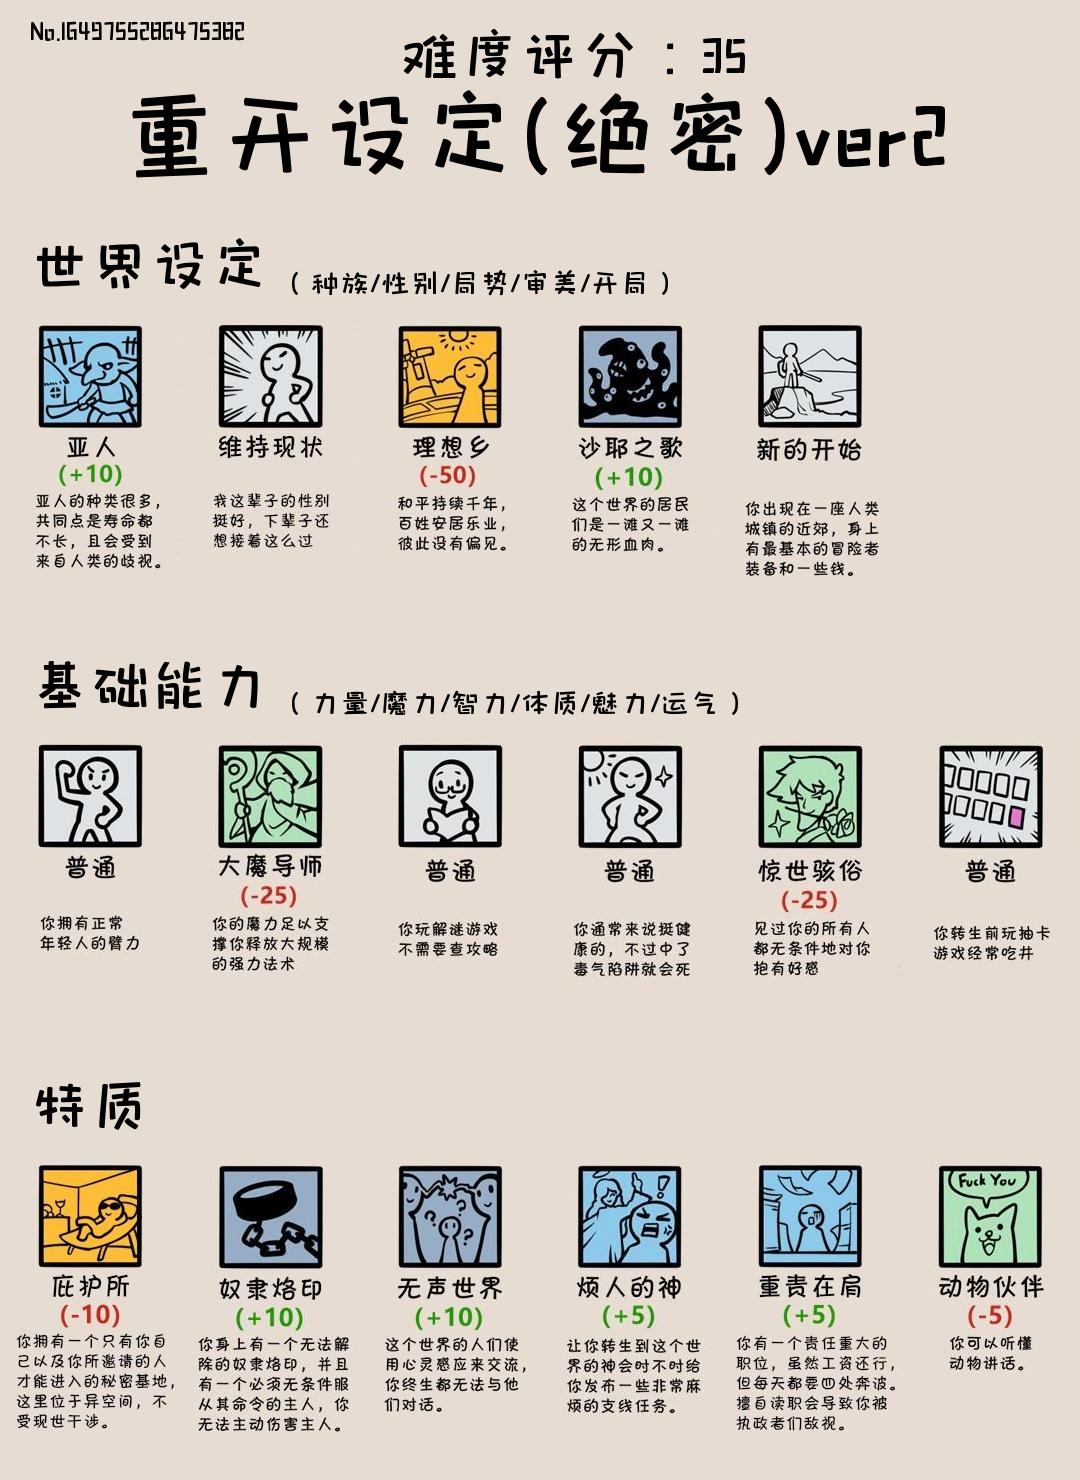 No.1649755286475382
难度评分：35
重开设定(绝密)ver2
世界设定 (种族/性别/局势/审美/开局)
亚人
(+10)
亚人的种类很多，
共同点是寿命都
不长，且会受到
来自人类的歧视。
维持现状
我这辈子的性别
挺好，下辈子还
想接着这么过
理想乡
(-50)
和平持续千年，
百姓安居乐业，
彼此没有偏见。
沙耶之歌
(+10)
这个世界的居民
们是一滩又一滩
的无形血肉。
新的开始
你出现在一座人类
城镇的近郊，身上
有最基本的冒险者
装备和一些钱。
基础能力 (力量/魔力/智力/体质/魅力/运气)
普通
你拥有正常
年轻人的臂力
大魔导师
(-25)
你的魔力足以支
撑你释放大规模
的强力法术
普通
你玩解谜游戏
不需要查攻略
普通
你通常来说挺健
康的，不过中了
毒气陷阱就会死
惊世骇俗
(-25)
见过你的所有人
都无条件地对你
抱有好感
普通
你转生前玩抽卡
游戏经常吃井
特质
庇护所
(-10)
你拥有一个只有你自
己以及你所邀请的人
才能进入的秘密基地，
这里位于异空间，不
受现世干涉。
奴隶烙印
(+10)
你身上有一个无法解
除的奴隶烙印，并且
有一个必须无条件服
从其命令的主人，你
无法主动伤害主人。
无声世界
(+10)
这个世界的人们使
用心灵感应来交流，
你终生都无法与他
们对话。
烦人的神
(+5)
让你转生到这个世
界的神会时不时给
你发布一些非常麻
烦的支线任务。
重责在肩
(+5)
你有一个责任重大的
职位，虽然工资还行，
但每天都要四处奔波。
擅自渎职会导致你被
执政者们敌视。
Fuck You
动物伙伴
(-5)
你可以听懂
动物讲话。